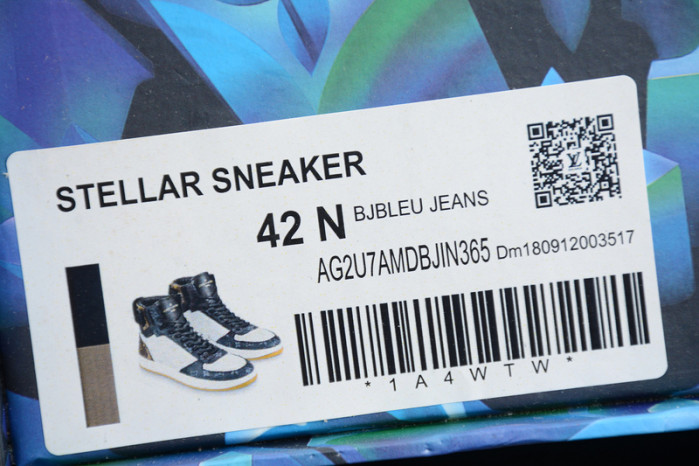 STELLAR SNEAKER
42 N BJBLEU JEANS
AG2U7AMDBJIN365 Dm180912003517
*1A4WTW*